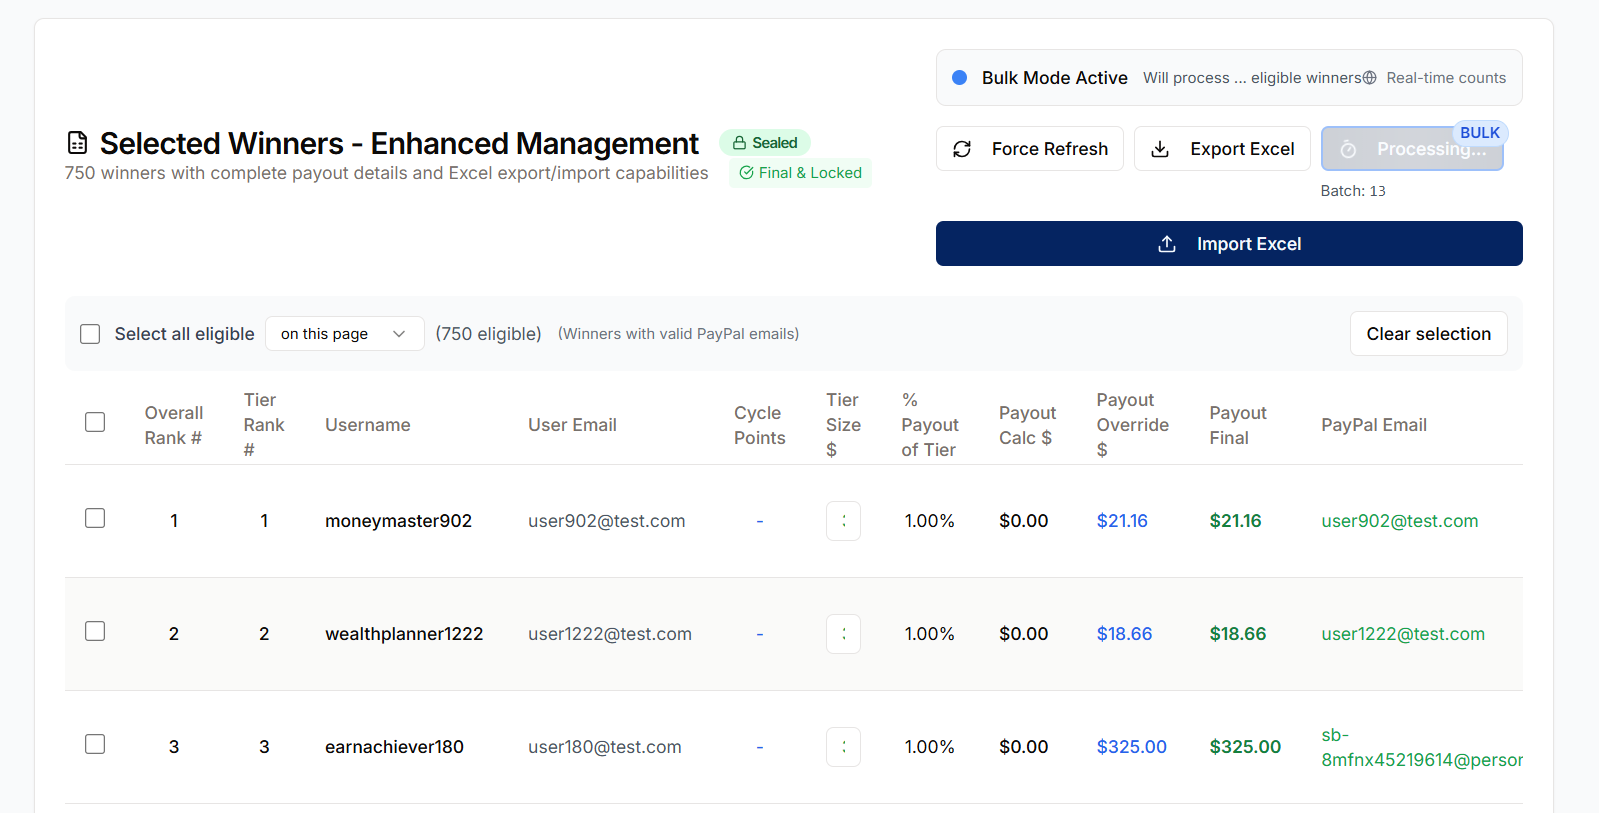 Bulk Mode Active Will process ... eligible winners Real-time counts
Selected Winners - Enhanced Management Sealed
750 winners with complete payout details and Excel export/import capabilities Final & Locked
Force Refresh Export Excel Processing... BULK
Batch: 13
Import Excel
Select all eligible on this page (750 eligible) (Winners with valid PayPal emails) Clear selection
Overall Rank # Tier Rank # Username User Email Cycle Points Tier Size $ % Payout of Tier Payout Calc $ Payout Override $ Payout Final PayPal Email
1 1 moneymaster902 user902@test.com - 1.00% $0.00 $21.16 $21.16 user902@test.com
2 2 wealthplanner1222 user1222@test.com - 1.00% $0.00 $18.66 $18.66 user1222@test.com
3 3 earnachiever180 user180@test.com - 1.00% $0.00 $325.00 $325.00 sb-
8mfnx45219614@person